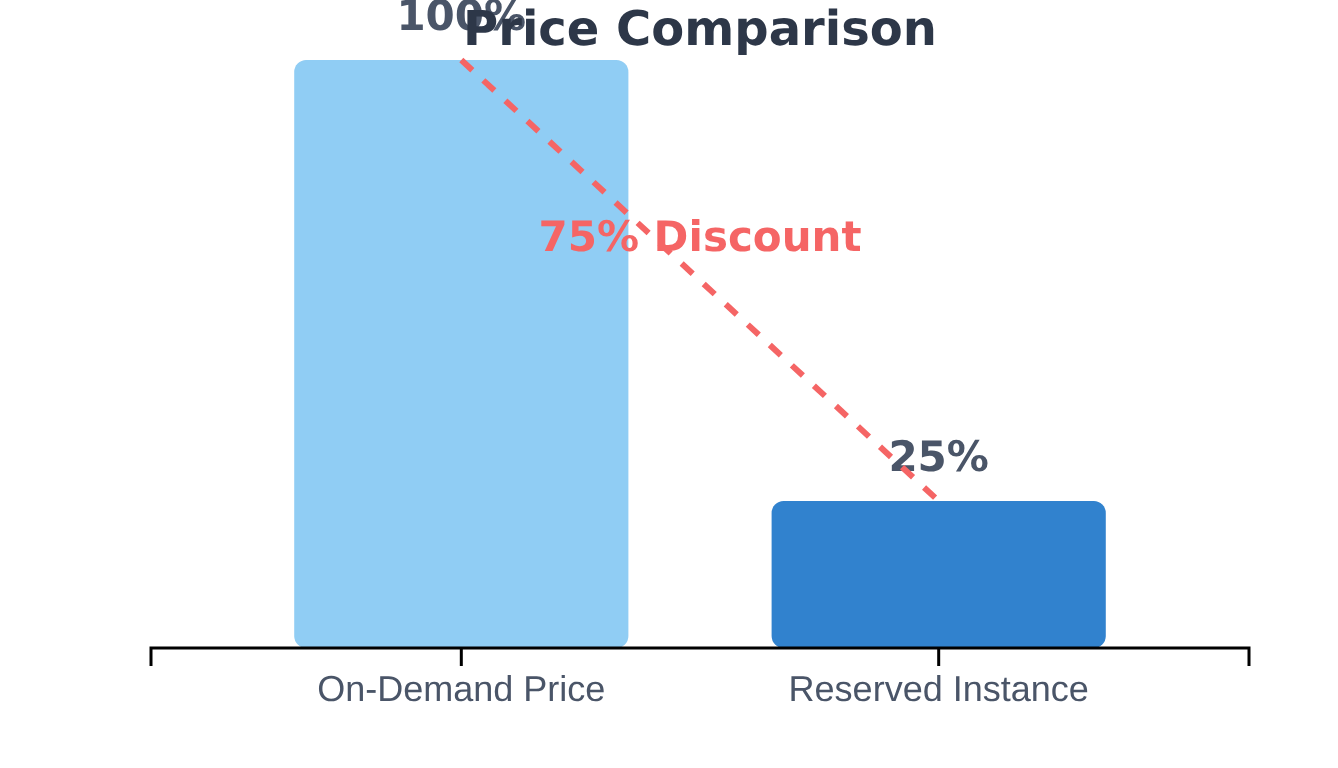 100%
Price Comparison
75% Discount
25%
On-Demand Price
Reserved Instance